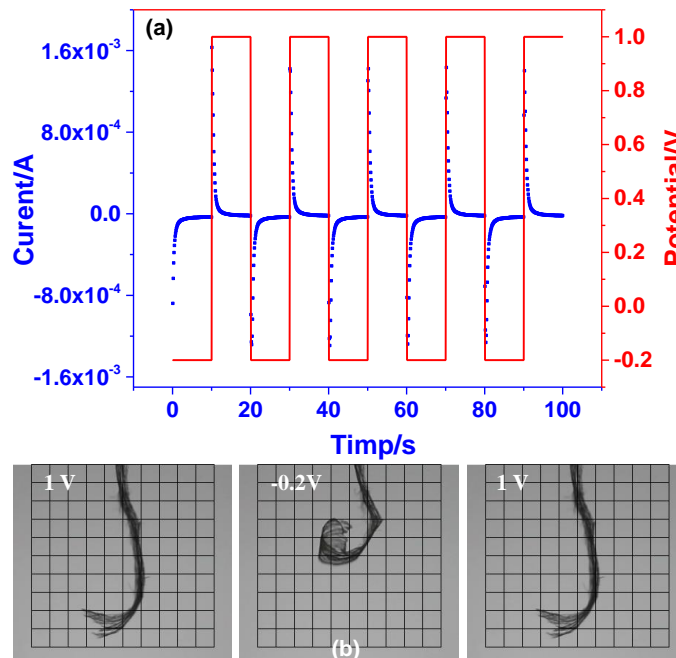 (a)
1.6x10⁻³
8.0x10⁻⁴
0.0
-8.0x10⁻⁴
-1.6x10⁻³
Curent/A
1.0
0.8
0.6
0.4
0.2
0.0
-0.2
Potential/V
0 20 40 60 80 100
Timp/s
1 V -0.2V 1 V
(b)